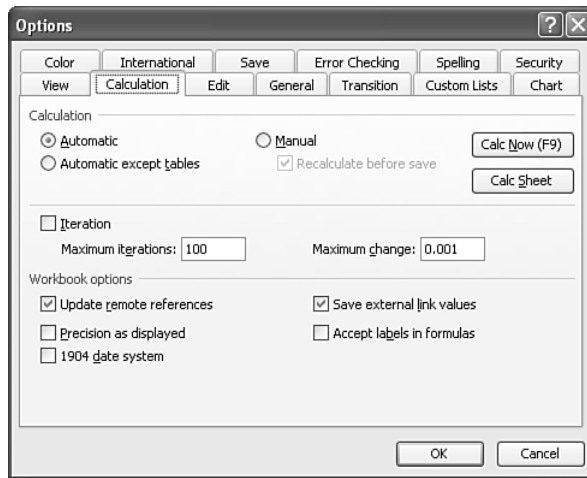 Options
Color International Save Error Checking Spelling Security
View Calculation Edit General Transition Custom Lists Chart
Calculation
Automatic Manual Calc Now (F9)
Automatic except tables Recalculate before save
Calc Sheet
Iteration
Maximum iterations: 100 Maximum change: 0.001
Workbook options
Update remote references Save external link values
Precision as displayed Accept labels in formulas
1904 date system
OK Cancel